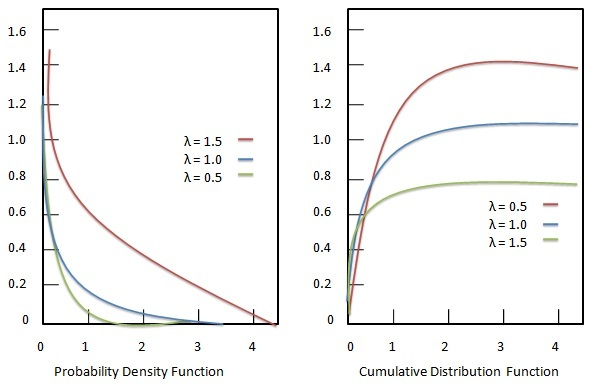 1.6
1.4
1.2
1.0
0.8
0.6
0.4
0.2
0
λ = 1.5
λ = 1.0
λ = 0.5
0 1 2 3 4
Probability Density Function
1.6
1.4
1.2
1.0
0.8
0.6
0.4
0.2
0
λ = 0.5
λ = 1.0
λ = 1.5
0 1 2 3 4
Cumulative Distribution Function